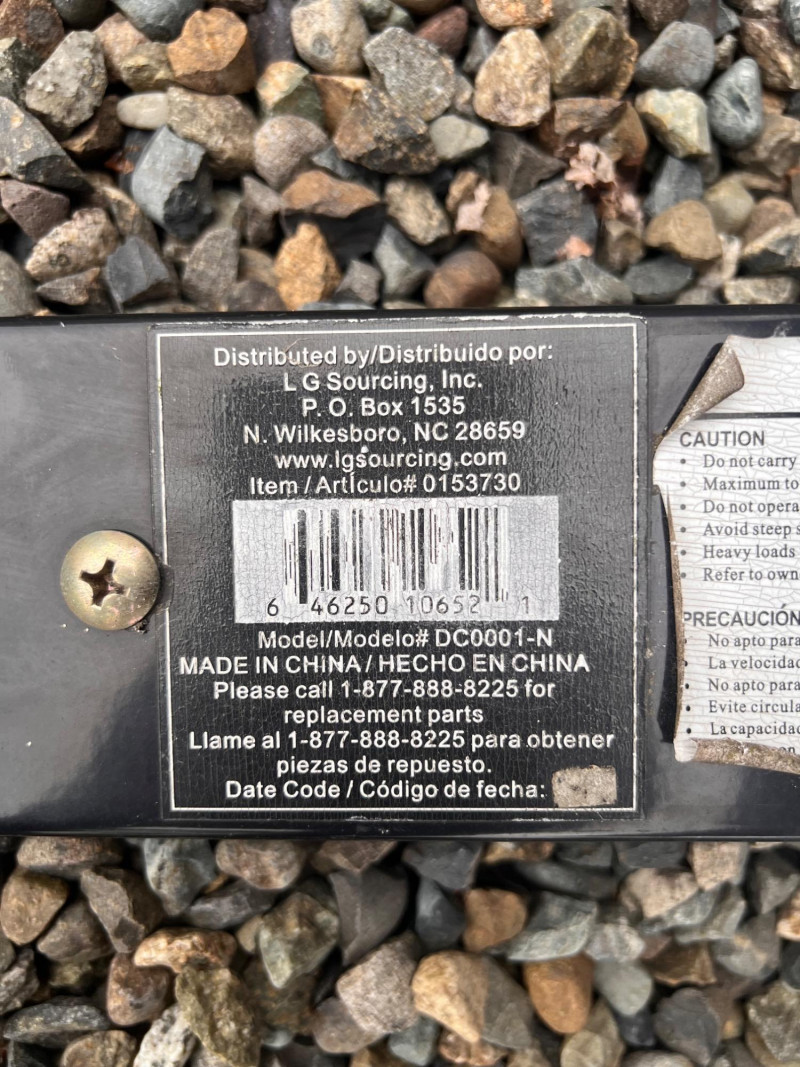 Distributed by/Distribuido por:
L G Sourcing, Inc.
P. O. Box 1535
N. Wilkesboro, NC 28659
www.lgsourcing.com
Item / Artículo# 0153730
6 46250 10652 1
Model/Modelo# DC0001-N
MADE IN CHINA / HECHO EN CHINA
Please call 1-877-888-8225 for
replacement parts
Llame al 1-877-888-8225 para obtener
piezas de repuesto.
Date Code / Código de fecha:
CAUTION
• Do not carry
• Maximum to
• Do not opera
• Avoid steep s
• Heavy loads
• Refer to own
PRECAUCIÓN
• No apto para
• La velocidad
• No apto para
• Evite circula
• La capacidad